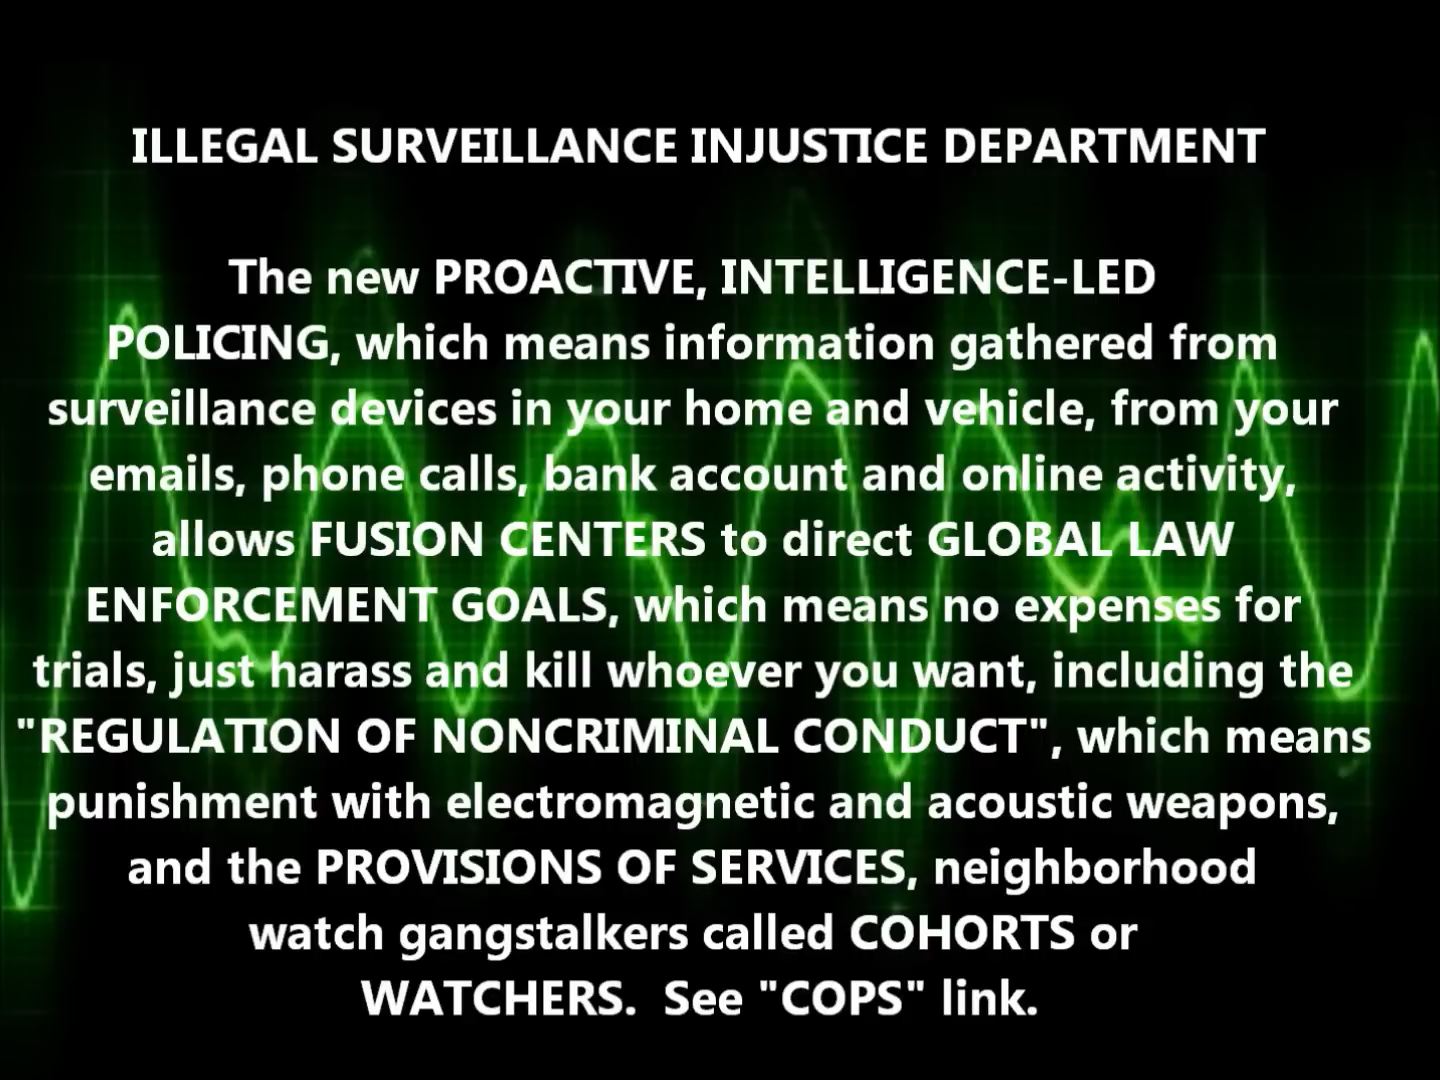 ILLEGAL SURVEILLANCE INJUSTICE DEPARTMENT
The new PROACTIVE, INTELLIGENCE-LED
POLICING, which means information gathered from
surveillance devices in your home and vehicle, from your
emails, phone calls, bank account and online activity,
allows FUSION CENTERS to direct GLOBAL LAW
ENFORCEMENT GOALS, which means no expenses for
trials, just harass and kill whoever you want, including the
"REGULATION OF NONCRIMINAL CONDUCT", which means
punishment with electromagnetic and acoustic weapons,
and the PROVISIONS OF SERVICES, neighborhood
watch gangstalkers called COHORTS or
WATCHERS.  See "COPS" link.